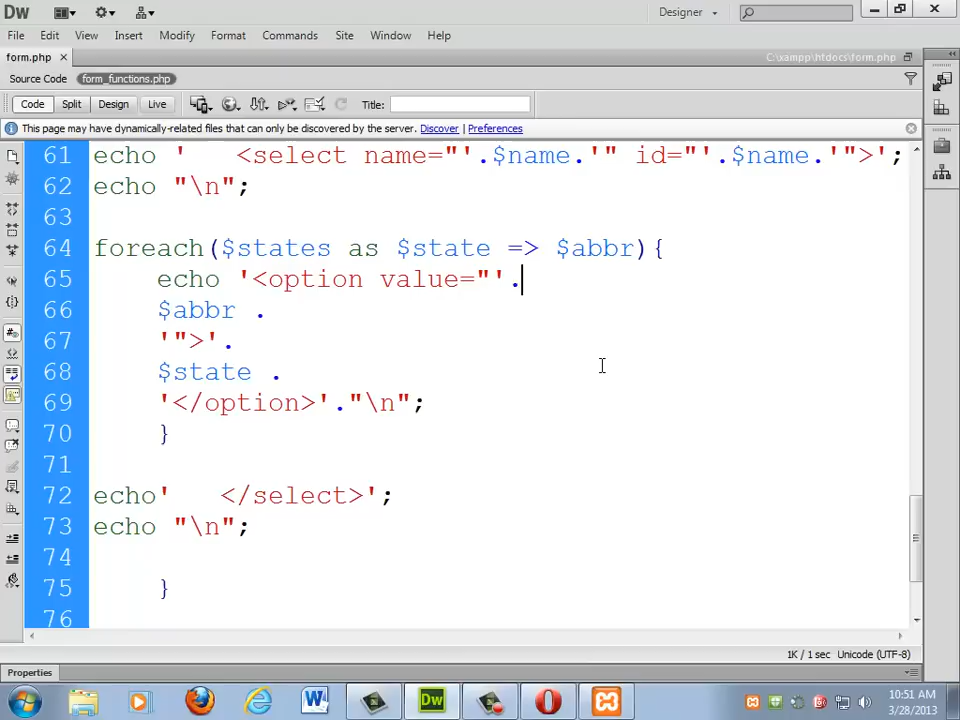 Dw
Designer
File Edit View Insert Modify Format Commands Site Window Help
form.php × C:\xampp\htdocs\form.php
Source Code form_functions.php
Code Split Design Live Title:
This page may have dynamically-related files that can only be discovered by the server. Discover | Preferences
61 echo '   <select name="'.$name.'" id="'.$name.'">';
62 echo "\n";
63
64 foreach($states as $state => $abbr){
65     echo '<option value="'.
66     $abbr .
67     '">'.
68     $state .
69     '</option>'."\n";
70     }
71
72 echo'   </select>';
73 echo "\n";
74
75     }
76
1K / 1 sec Unicode (UTF-8)
Properties
W Dw
10:51 AM
3/28/2013